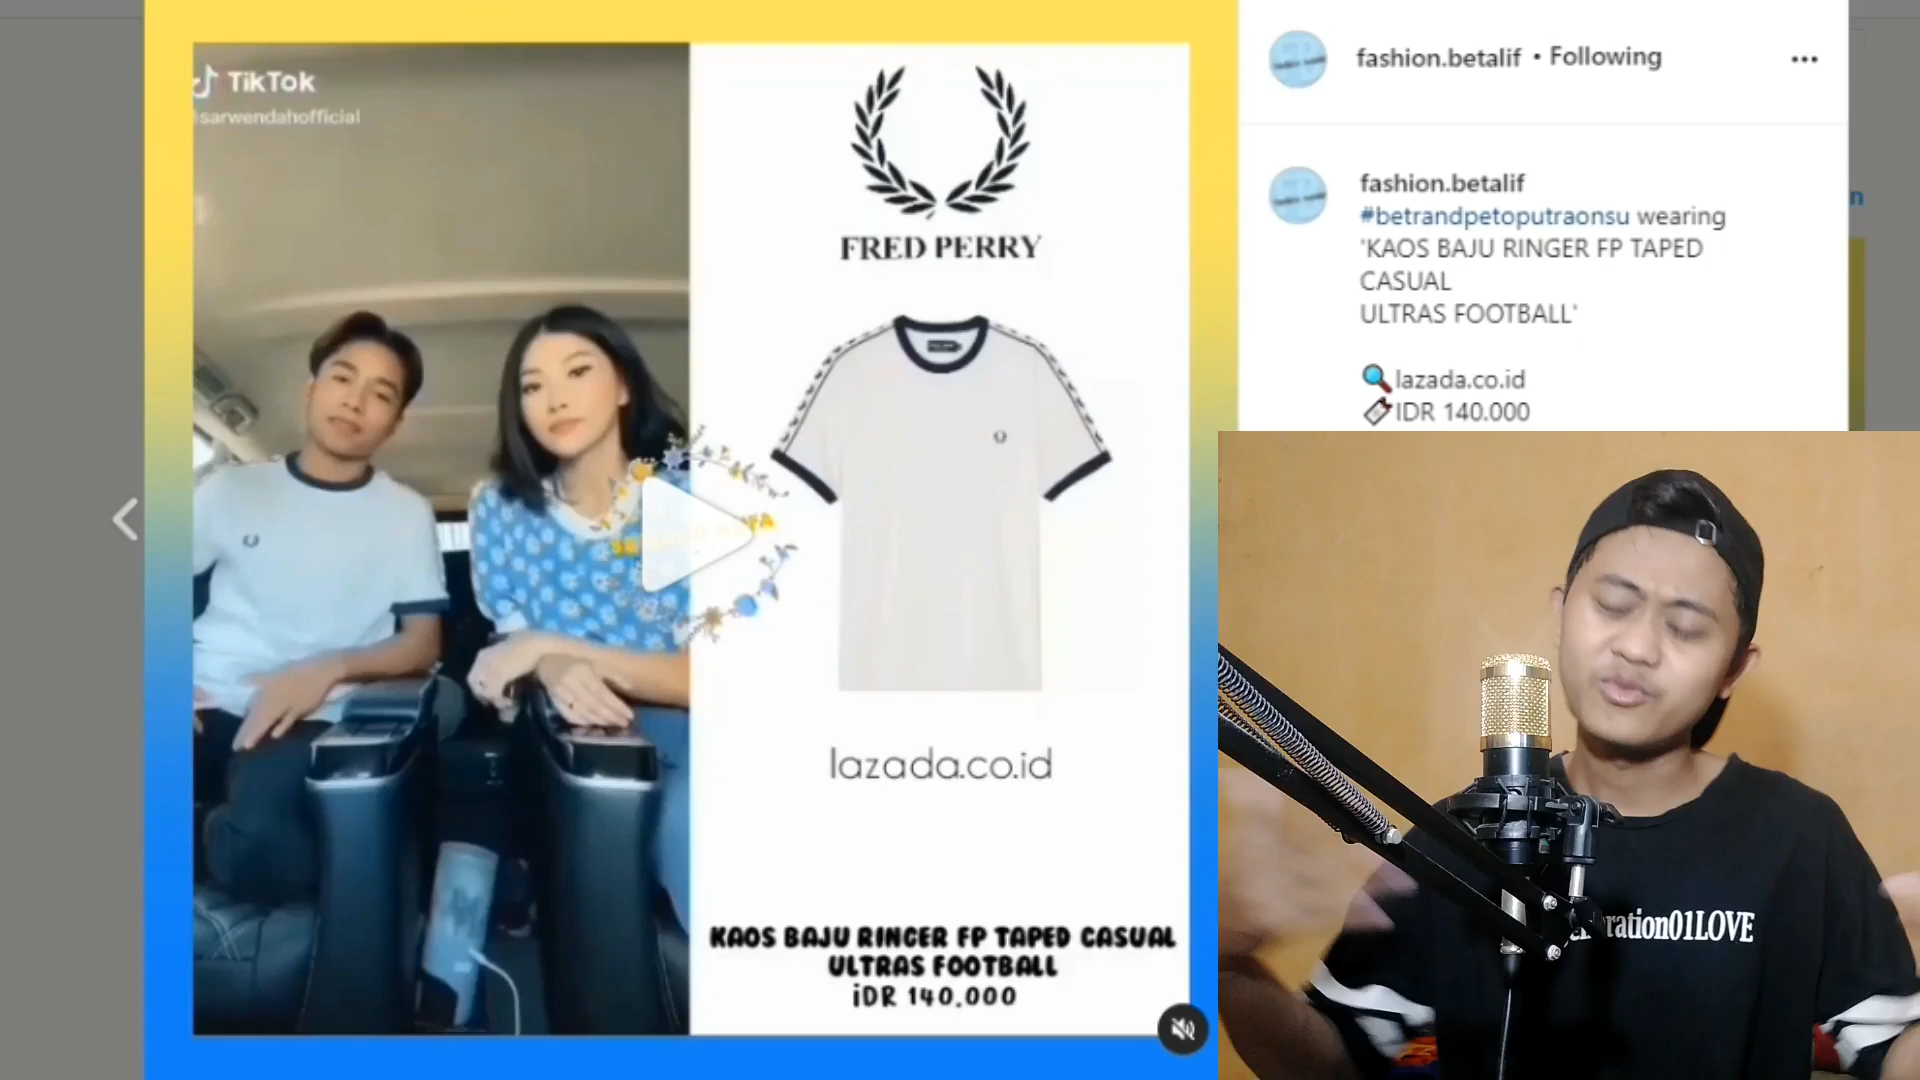 TikTok
sarwendahofficial
FRED PERRY
lazada.co.id
KAOS BAJU RINGER FP TAPED CASUAL
ULTRAS FOOTBALL
IDR 140.000
fashion.betalif • Following
fashion.betalif
#betrandpetoputraonsu wearing
'KAOS BAJU RINGER FP TAPED
CASUAL
ULTRAS FOOTBALL'
lazada.co.id
IDR 140.000
eration01LOVE